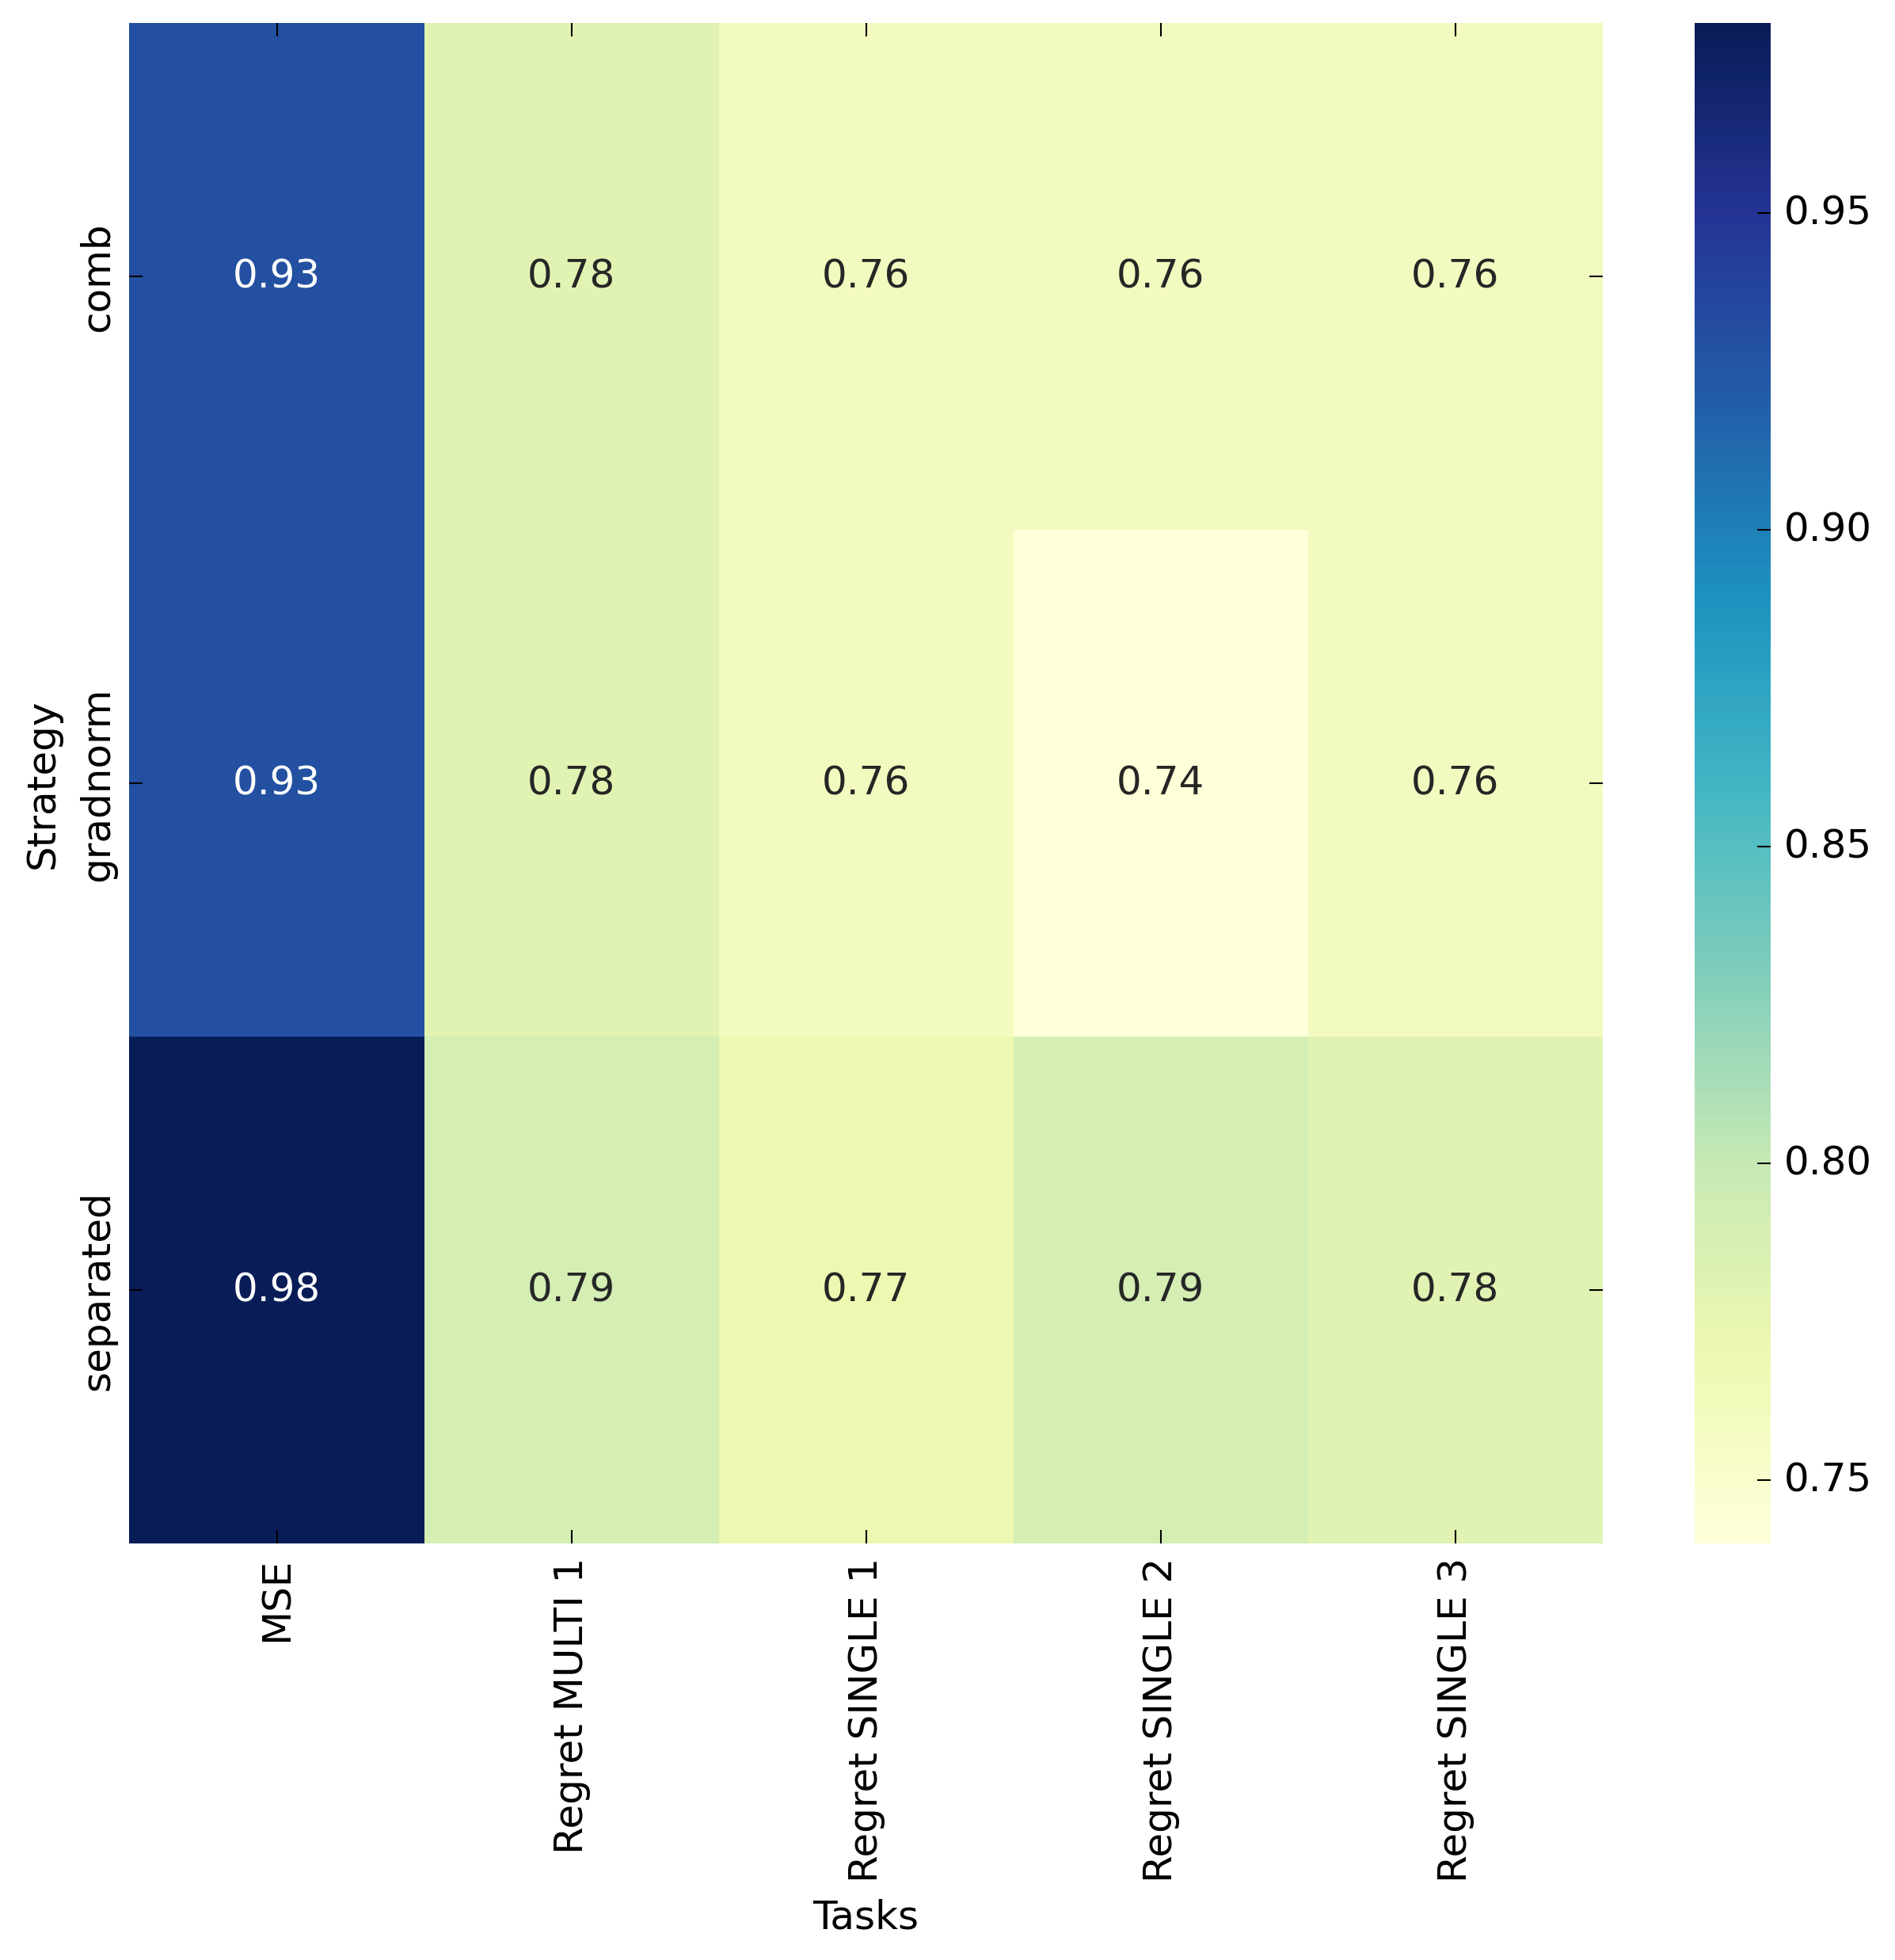 Strategy
comb
0.93 0.78 0.76 0.76 0.76
gradnorm
0.93 0.78 0.76 0.74 0.76
separated
0.98 0.79 0.77 0.79 0.78
MSE
Regret MULTI 1
Regret SINGLE 1
Regret SINGLE 2
Regret SINGLE 3
Tasks
0.95
0.90
0.85
0.80
0.75